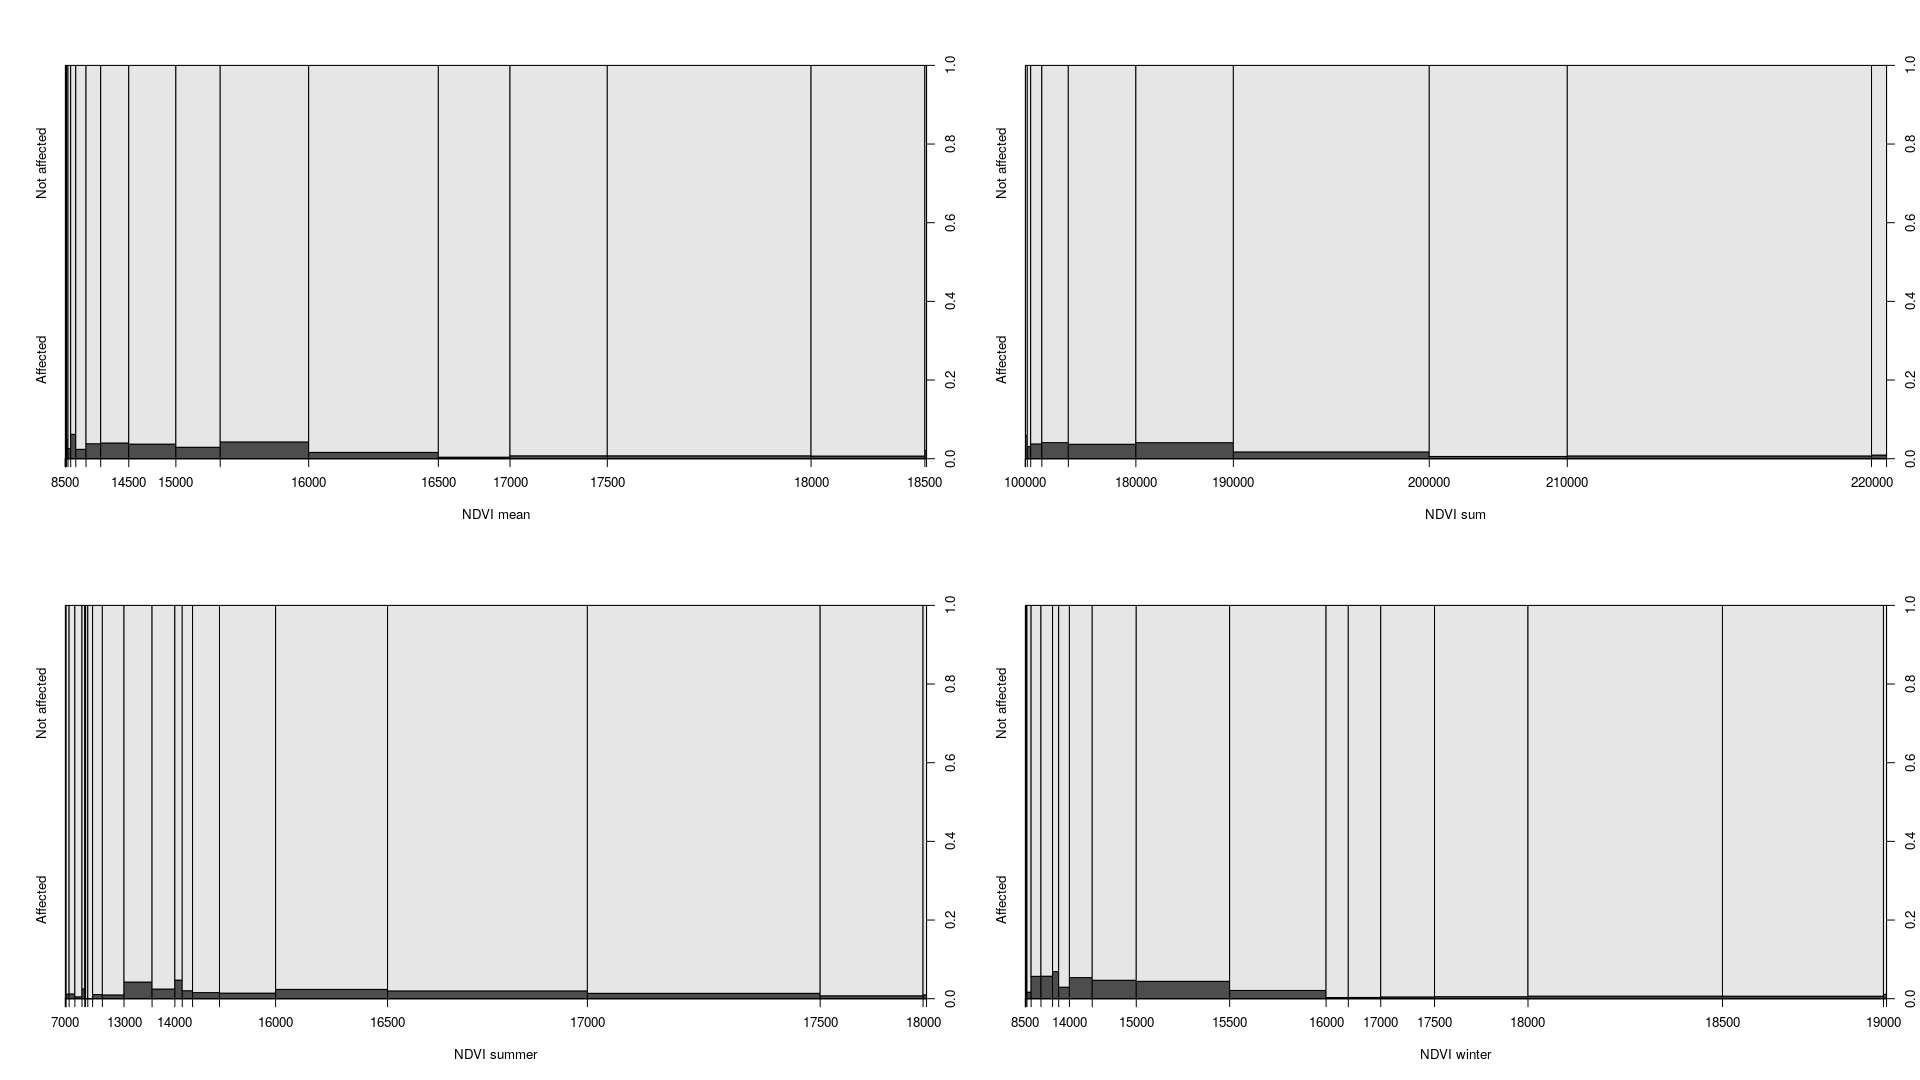 Not affected
Affected
0.0 0.2 0.4 0.6 0.8 1.0
8500 14500 15000 16000 16500 17000 17500 18000 18500
NDVI mean
Not affected
Affected
0.0 0.2 0.4 0.6 0.8 1.0
100000 180000 190000 200000 210000 220000
NDVI sum
Not affected
Affected
0.0 0.2 0.4 0.6 0.8 1.0
7000 13000 14000 16000 16500 17000 17500 18000
NDVI summer
Not affected
Affected
0.0 0.2 0.4 0.6 0.8 1.0
8500 14000 15000 15500 16000 17000 17500 18000 18500 19000
NDVI winter